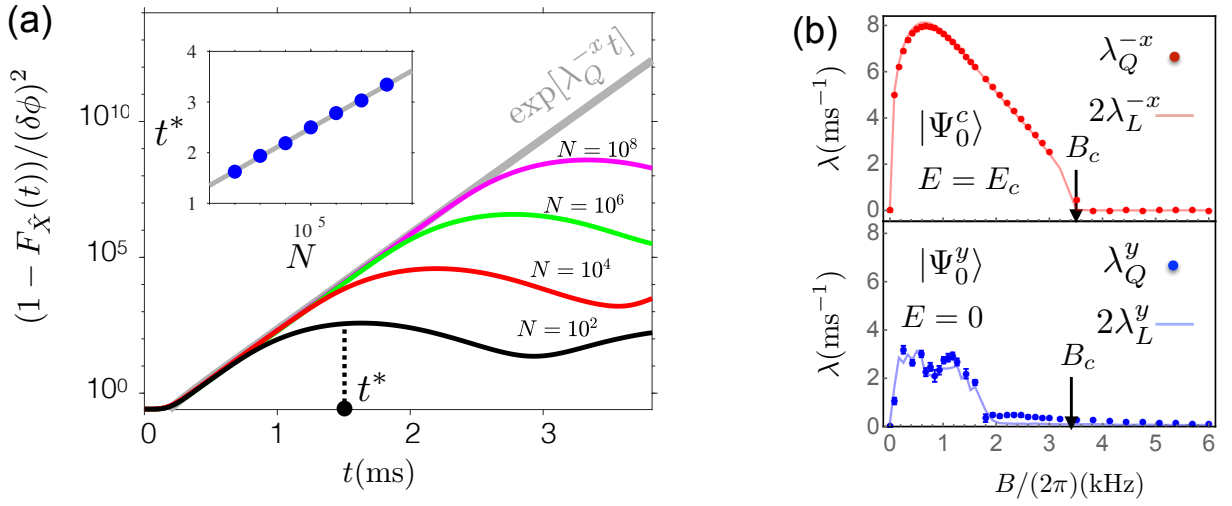 (a)
(1 − F_X̂(t))/(δϕ)²
10¹⁰
10⁵
10⁰
0
1
2
3
t(ms)
4
3
2
1
t*
10⁵
N
exp[λ_Q^{−x} t]
N = 10⁸
N = 10⁶
N = 10⁴
N = 10²
t*
(b)
8
6
4
2
0
λ(ms⁻¹)
|Ψ₀ᶜ⟩
E = E_c
λ_Q^{−x}
2λ_L^{−x}
B_c
8
6
4
2
0
λ(ms⁻¹)
|Ψ₀ʸ⟩
E = 0
λ_Q^y
2λ_L^y
B_c
0 1 2 3 4 5 6
B/(2π)(kHz)